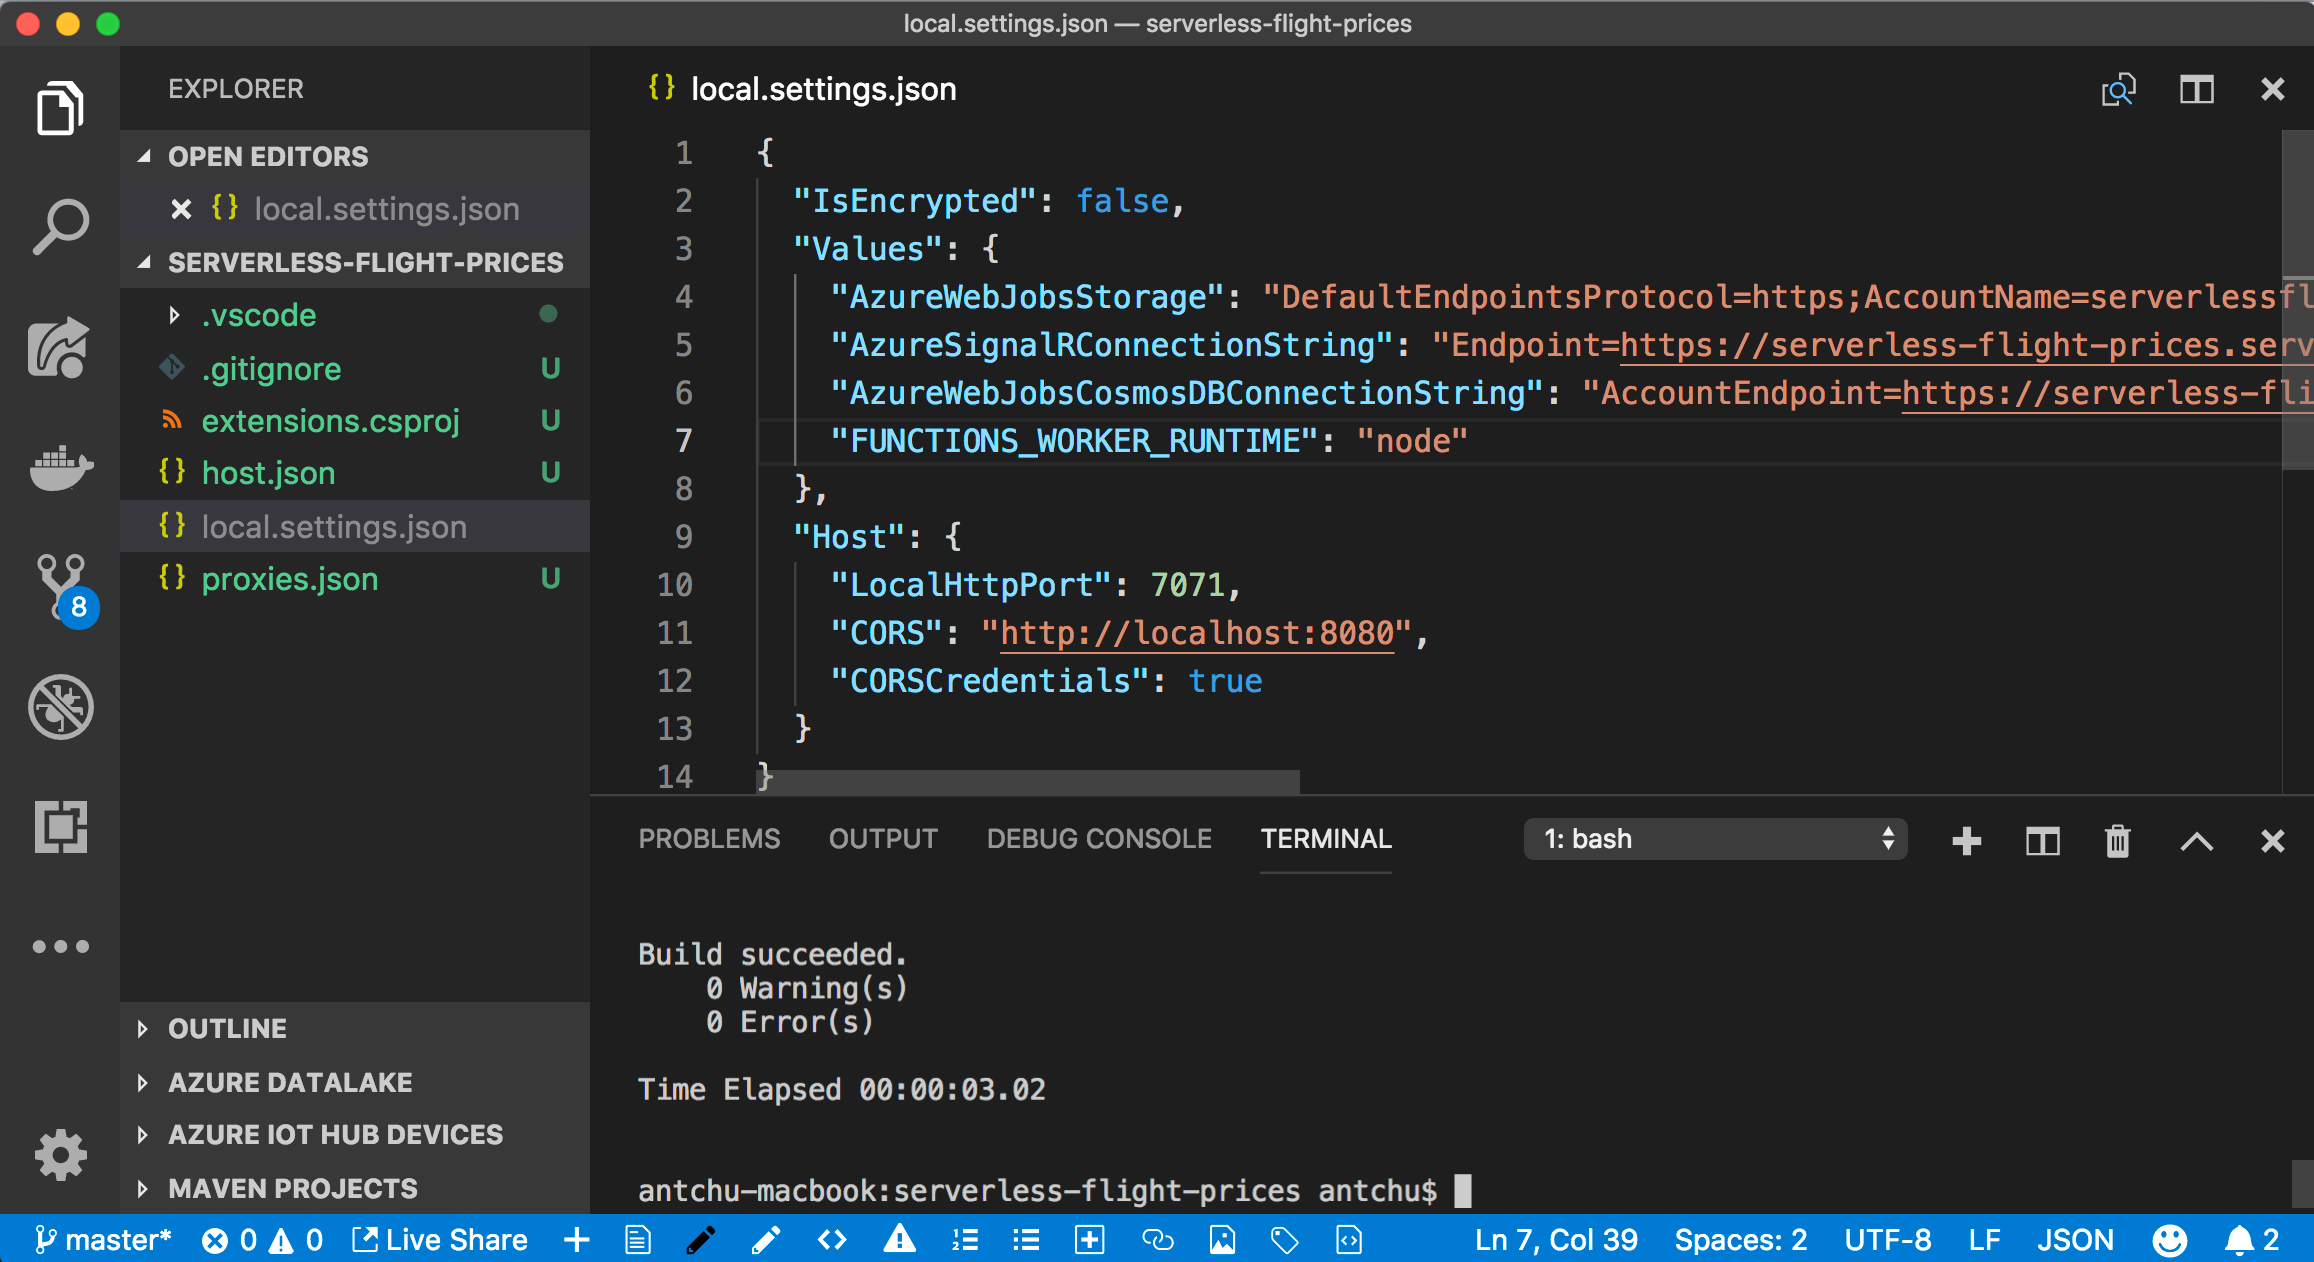 local.settings.json — serverless-flight-prices
EXPLORER
OPEN EDITORS
{} local.settings.json
SERVERLESS-FLIGHT-PRICES
.vscode
.gitignore U
extensions.csproj U
{} host.json U
{} local.settings.json
{} proxies.json U
8
OUTLINE
AZURE DATALAKE
AZURE IOT HUB DEVICES
MAVEN PROJECTS
{} local.settings.json
1 {
2 "IsEncrypted": false,
3 "Values": {
4 "AzureWebJobsStorage": "DefaultEndpointsProtocol=https;AccountName=serverlessfl
5 "AzureSignalRConnectionString": "Endpoint=https://serverless-flight-prices.serv
6 "AzureWebJobsCosmosDBConnectionString": "AccountEndpoint=https://serverless-fli
7 "FUNCTIONS_WORKER_RUNTIME": "node"
8 },
9 "Host": {
10 "LocalHttpPort": 7071,
11 "CORS": "http://localhost:8080",
12 "CORSCredentials": true
13 }
14 }
PROBLEMS OUTPUT DEBUG CONSOLE TERMINAL 1: bash
Build succeeded.
0 Warning(s)
0 Error(s)
Time Elapsed 00:00:03.02
antchu-macbook:serverless-flight-prices antchu$
master* 0 0 Live Share Ln 7, Col 39 Spaces: 2 UTF-8 LF JSON 2